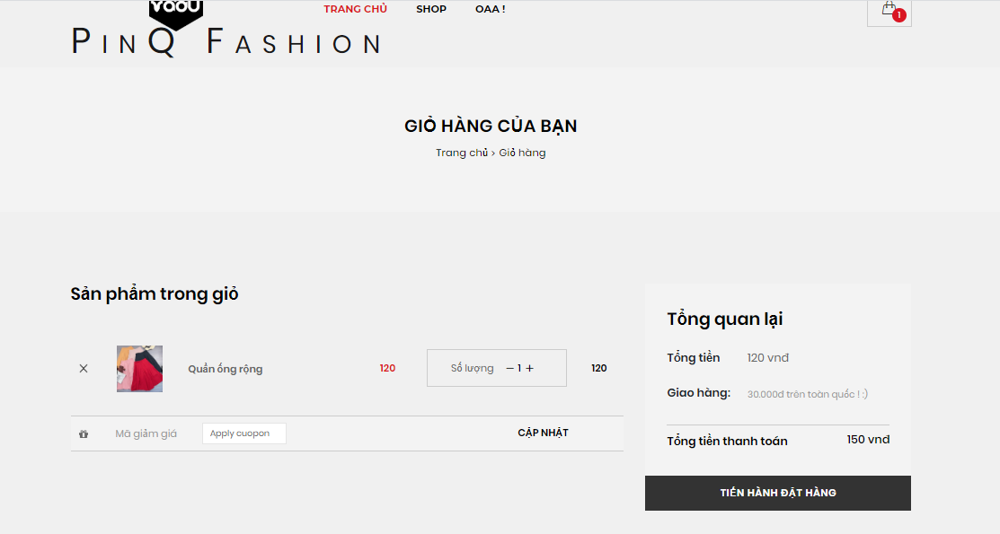 YaoU
TRANG CHỦ SHOP OAA !
1
PinQ Fashion
GIỎ HÀNG CỦA BẠN
Trang chủ > Giỏ hàng
Sản phẩm trong giỏ
Quần ống rộng 120 Số lượng − 1 + 120
Mã giảm giá Apply cuopon CẬP NHẬT
Tổng quan lại
Tổng tiền 120 vnđ
Giao hàng: 30.000đ trên toàn quốc ! :)
Tổng tiền thanh toán 150 vnđ
TIẾN HÀNH ĐẶT HÀNG